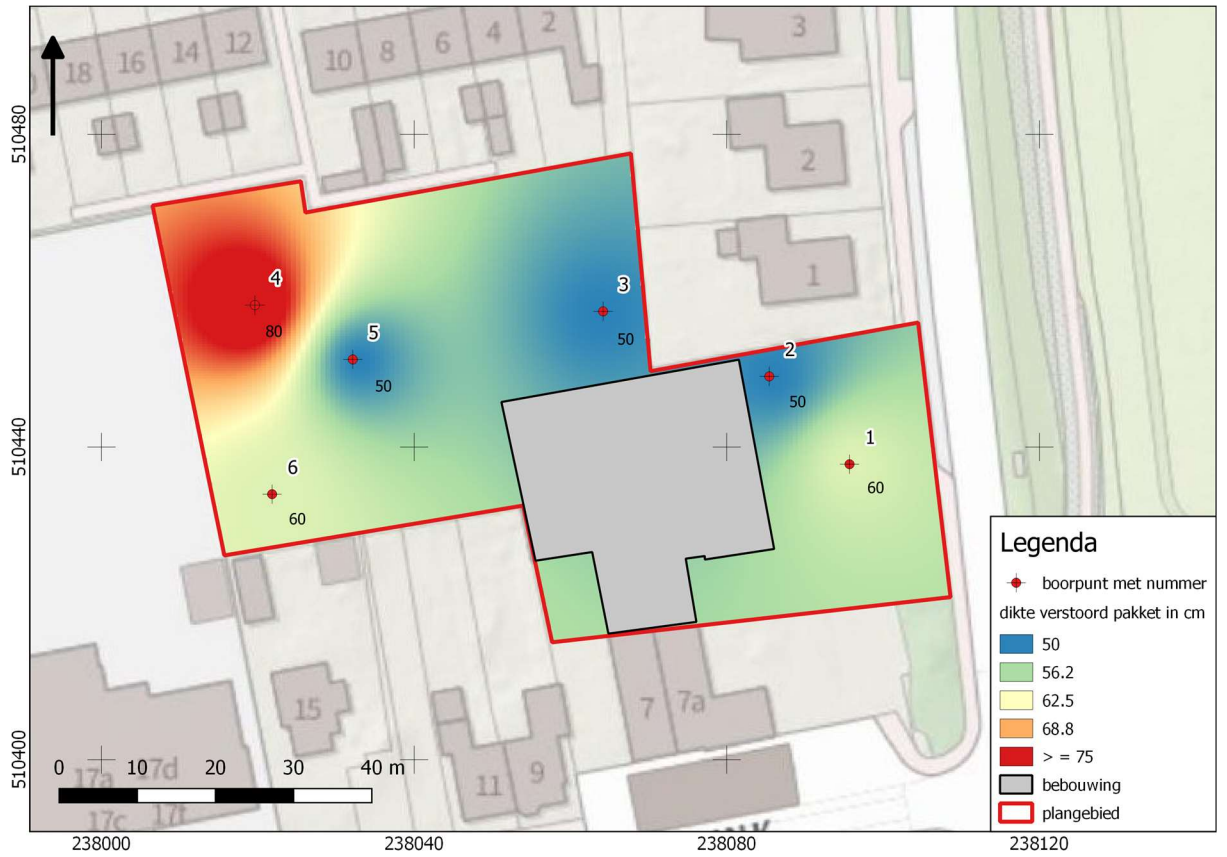 18 16 14 12
10 8 6 4 2
3
2
1
510480
510440
510400
4
80
5
50
3
50
2
50
1
60
6
60
15
17a 17d
17c 17f
11 9
7 7a
0 10 20 30 40 m
238000 238040 238080 238120
Legenda
boorpunt met nummer
dikte verstoord pakket in cm
50
56.2
62.5
68.8
> = 75
bebouwing
plangebied